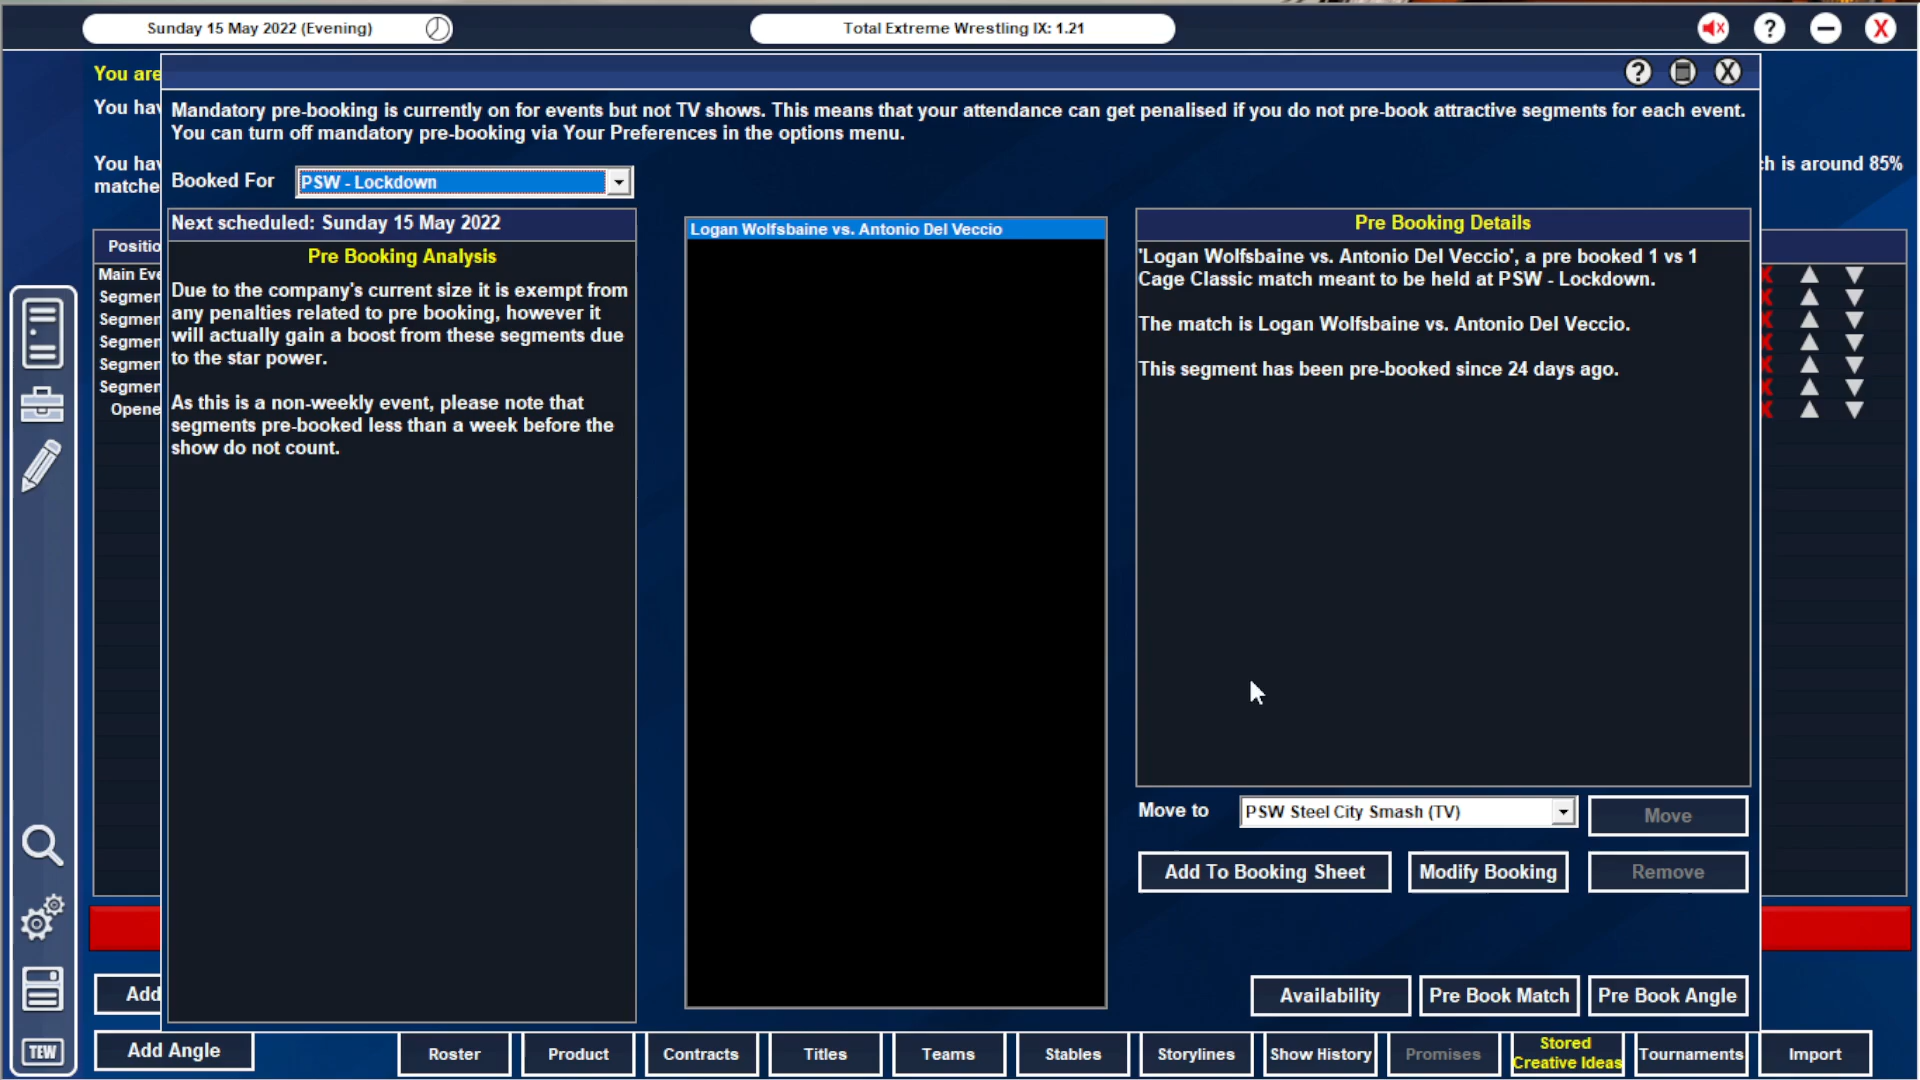 Sunday 15 May 2022 (Evening)
Total Extreme Wrestling IX: 1.21
?
X
You are
You hav
You hav
matche
ch is around 85%
?
X
Mandatory pre-booking is currently on for events but not TV shows. This means that your attendance can get penalised if you do not pre-book attractive segments for each event.
You can turn off mandatory pre-booking via Your Preferences in the options menu.
Booked For
PSW - Lockdown
Next scheduled: Sunday 15 May 2022
Pre Booking Analysis
Due to the company's current size it is exempt from
any penalties related to pre booking, however it
will actually gain a boost from these segments due
to the star power.
As this is a non-weekly event, please note that
segments pre-booked less than a week before the
show do not count.
Logan Wolfsbaine vs. Antonio Del Veccio
Pre Booking Details
'Logan Wolfsbaine vs. Antonio Del Veccio', a pre booked 1 vs 1
Cage Classic match meant to be held at PSW - Lockdown.
The match is Logan Wolfsbaine vs. Antonio Del Veccio.
This segment has been pre-booked since 24 days ago.
Positio
Main Eve
Segmen
Segmen
Segmen
Segmen
Segmen
Opene
Move to
PSW Steel City Smash (TV)
Move
Add To Booking Sheet
Modify Booking
Remove
Availability
Pre Book Match
Pre Book Angle
Add
Add Angle
TEW
Roster
Product
Contracts
Titles
Teams
Stables
Storylines
Show History
Promises
Stored
Creative Ideas
Tournaments
Import